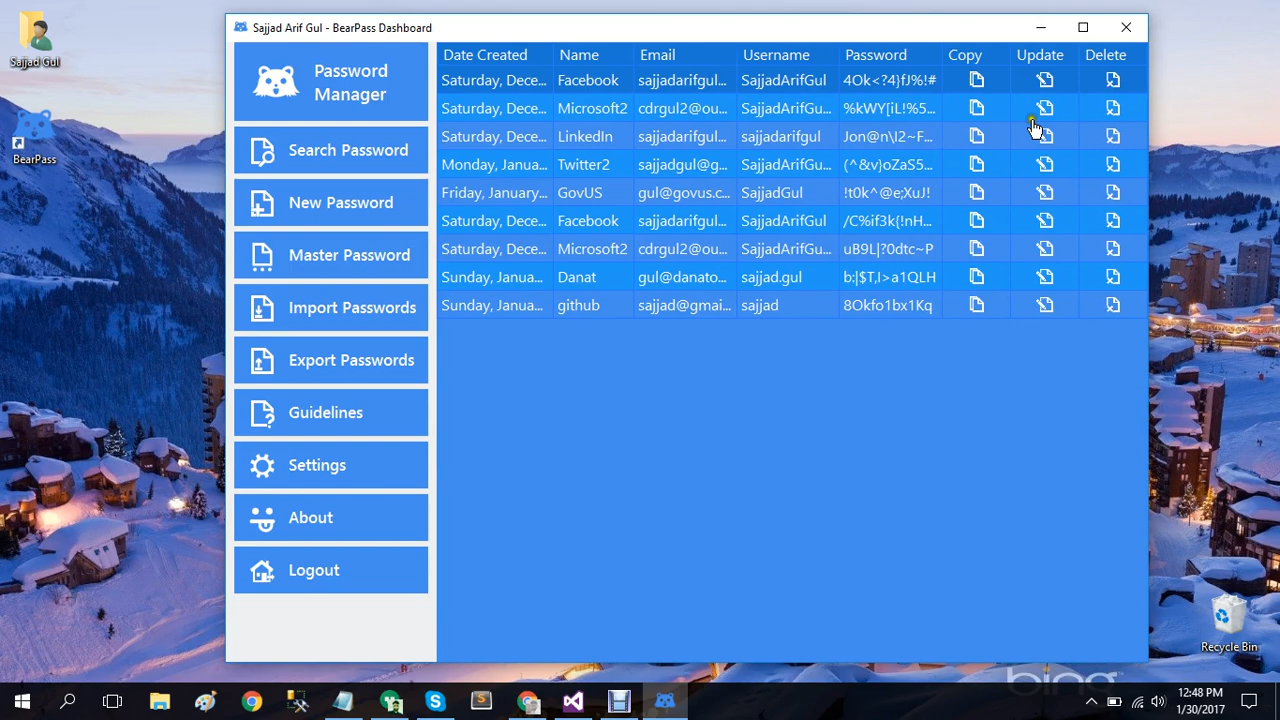 Sajjad Arif Gul - BearPass Dashboard
Sajjad Gul
BearPass
Password
Manager
Search Password
New Password
Master Password
Import Passwords
Export Passwords
Guidelines
Settings
About
Logout
Date Created Name Email Username Password Copy Update Delete
Saturday, Dece... Facebook sajjadarifgul... SajjadArifGul 4Ok<?4}fJ%!#
Saturday, Dece... Microsoft2 cdrgul2@ou... SajjadArifGu... %kWY[iL!%5...
Saturday, Dece... LinkedIn sajjadarifgul... sajjadarifgul Jon@n\I2~F...
Monday, Janua... Twitter2 sajjadgul@g... SajjadArifGu... (^&v}oZaS5...
Friday, January... GovUS gul@govus.c... SajjadGul !t0k^@e;XuJ!
Saturday, Dece... Facebook sajjadarifgul... SajjadArifGul /C%if3k{!nH...
Saturday, Dece... Microsoft2 cdrgul2@ou... SajjadArifGu... uB9L|?0dtc~P
Sunday, Janua... Danat gul@danato... sajjad.gul b:|$T,I>a1QLH
Sunday, Janua... github sajjad@gmai... sajjad 8Okfo1bx1Kq
Recycle Bin
bing
12:48 PM
1/30/2017